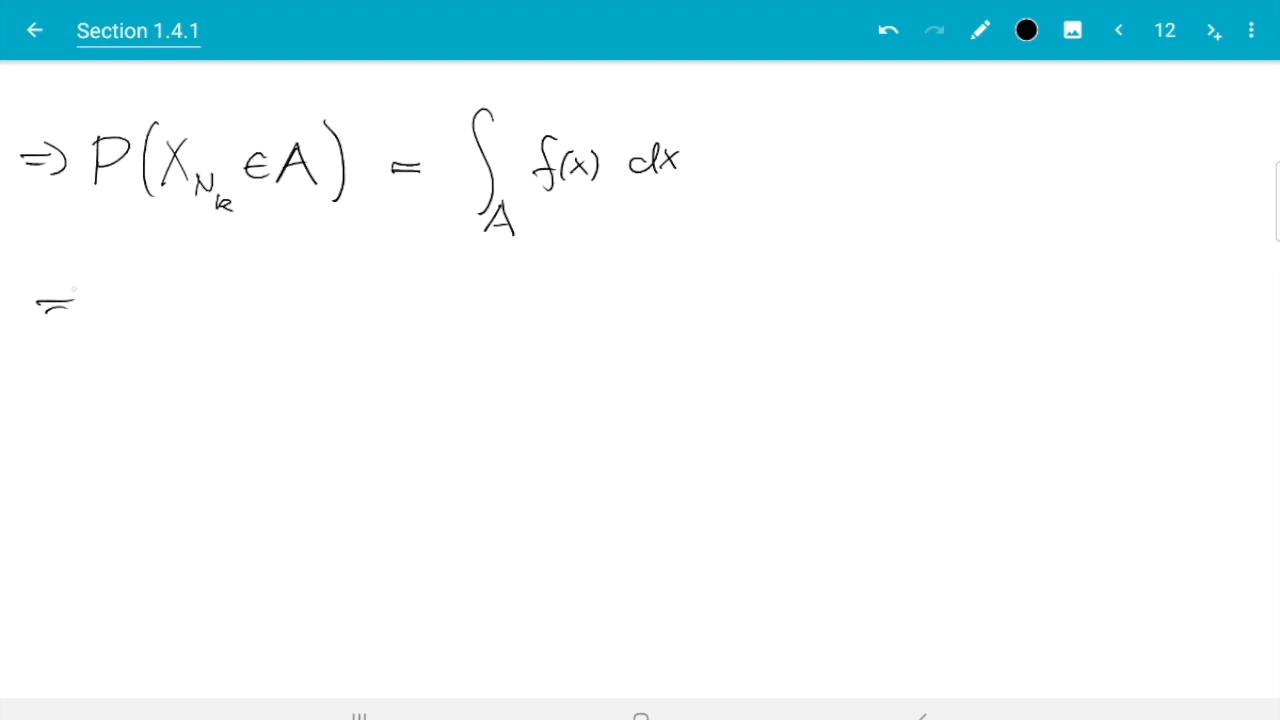 Section 1.4.1
12
⇒ P(X_{N_k} ∈ A) = ∫_A f(x) dx
=